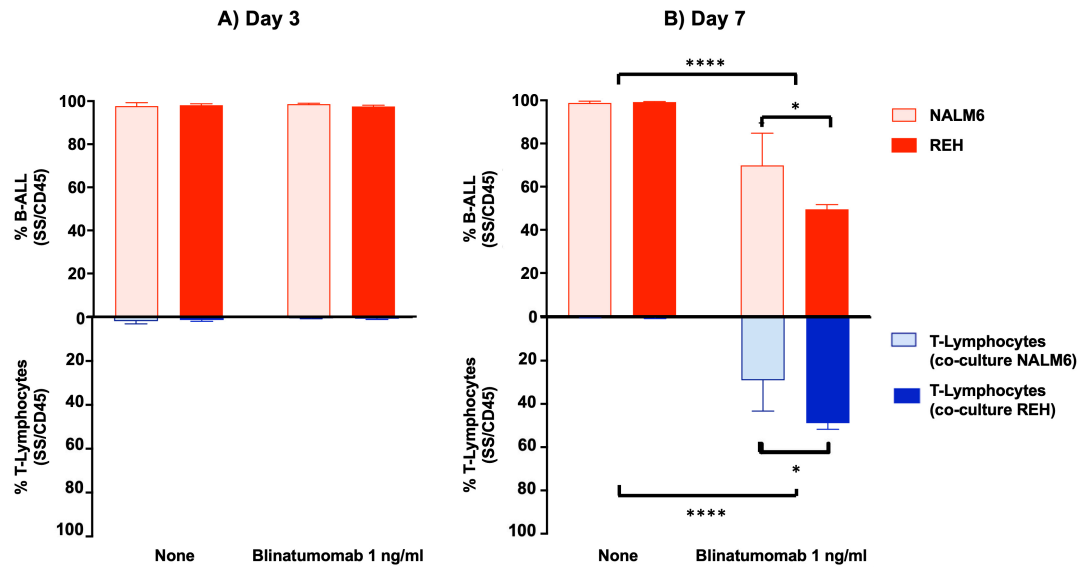 A) Day 3
B) Day 7
% B-ALL
(SS/CD45)
100
80
60
40
20
0
20
40
60
80
100
% T-Lymphocytes
(SS/CD45)
None
Blinatumomab 1 ng/ml
% B-ALL
(SS/CD45)
100
80
60
40
20
0
20
40
60
80
100
% T-Lymphocytes
(SS/CD45)
****
*
*
****
None
Blinatumomab 1 ng/ml
NALM6
REH
T-Lymphocytes
(co-culture NALM6)
T-Lymphocytes
(co-culture REH)